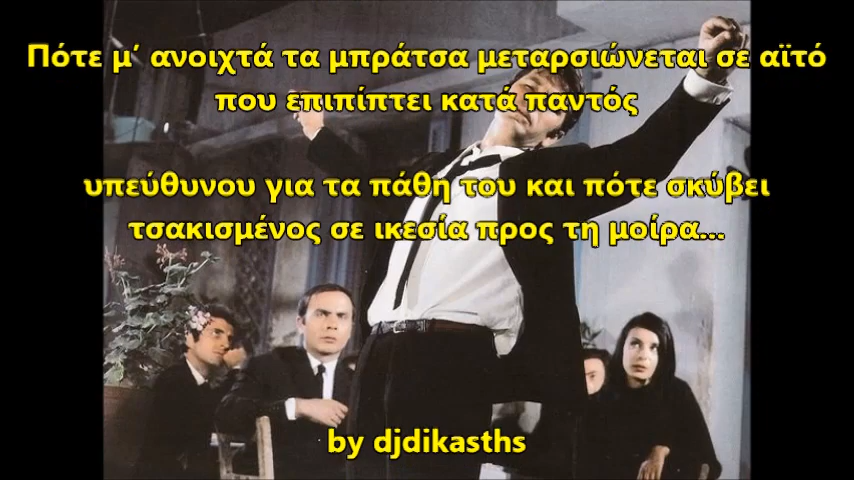 Πότε μ’ ανοιχτά τα μπράτσα μεταρσιώνεται σε αϊτό
που επιπίπτει κατά παντός
υπεύθυνου για τα πάθη του και πότε σκύβει
τσακισμένος σε ικεσία προς τη μοίρα...
by djdikasths